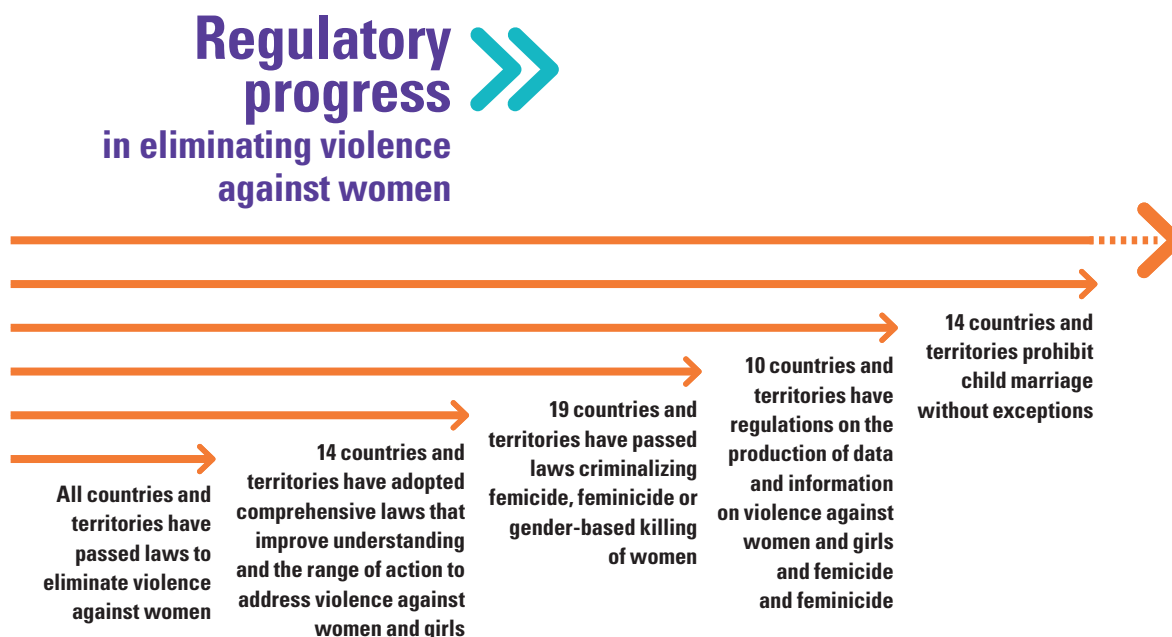 Regulatory
progress
in eliminating violence
against women
All countries and
territories have
passed laws to
eliminate violence
against women
14 countries and
territories have adopted
comprehensive laws that
improve understanding
and the range of action to
address violence against
women and girls
19 countries and
territories have passed
laws criminalizing
femicide, feminicide or
gender-based killing
of women
10 countries and
territories have
regulations on the
production of data
and information
on violence against
women and girls
and femicide
and feminicide
14 countries and
territories prohibit
child marriage
without exceptions